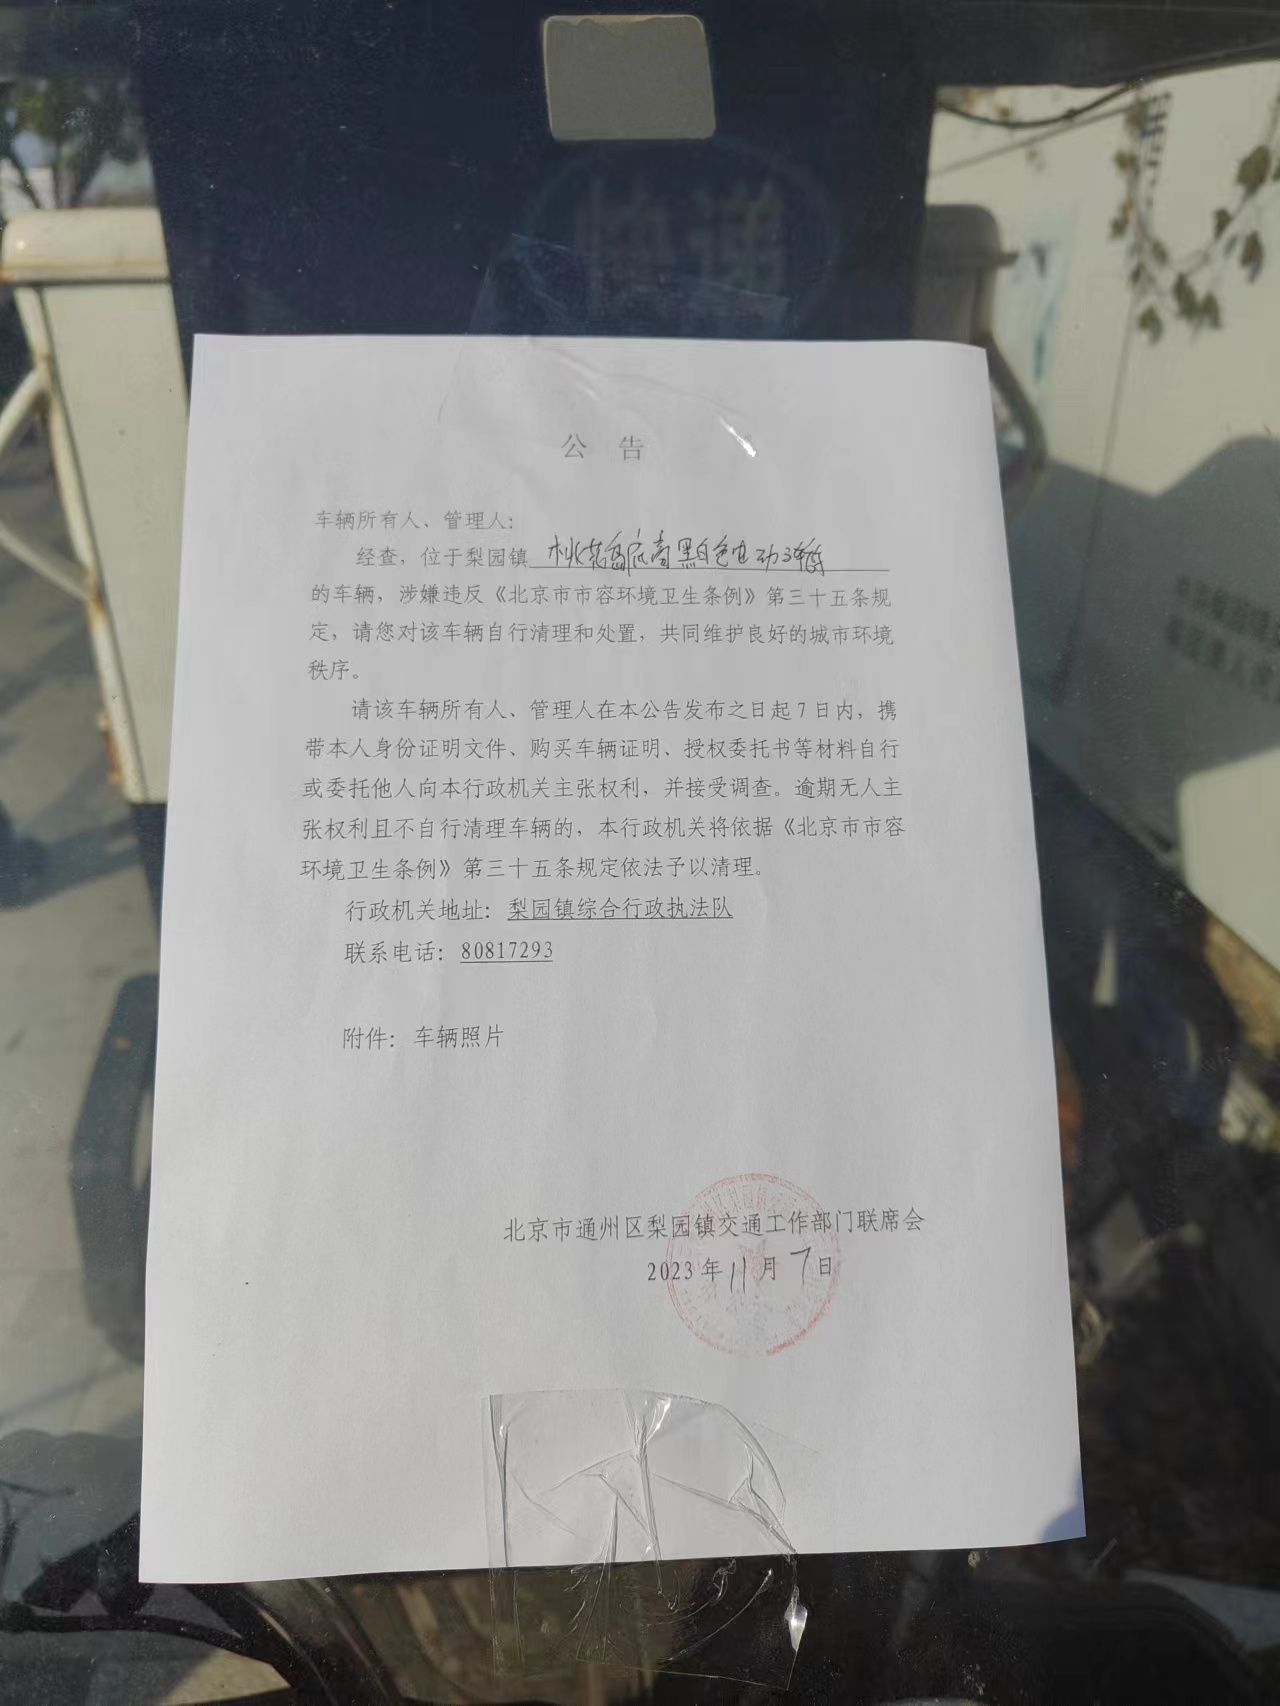 公 告
车辆所有人、管理人：
经查，位于梨园镇 桃花岛底商黑白色电动三轮
的车辆，涉嫌违反《北京市市容环境卫生条例》第三十五条规
定，请您对该车辆自行清理和处置，共同维护良好的城市环境
秩序。
请该车辆所有人、管理人在本公告发布之日起7日内，携
带本人身份证明文件、购买车辆证明、授权委托书等材料自行
或委托他人向本行政机关主张权利，并接受调查。逾期无人主
张权利且不自行清理车辆的，本行政机关将依据《北京市市容
环境卫生条例》第三十五条规定依法予以清理。
行政机关地址：梨园镇综合行政执法队
联系电话：80817293
附件：车辆照片
北京市通州区梨园镇交通工作部门联席会
2023年11月7日